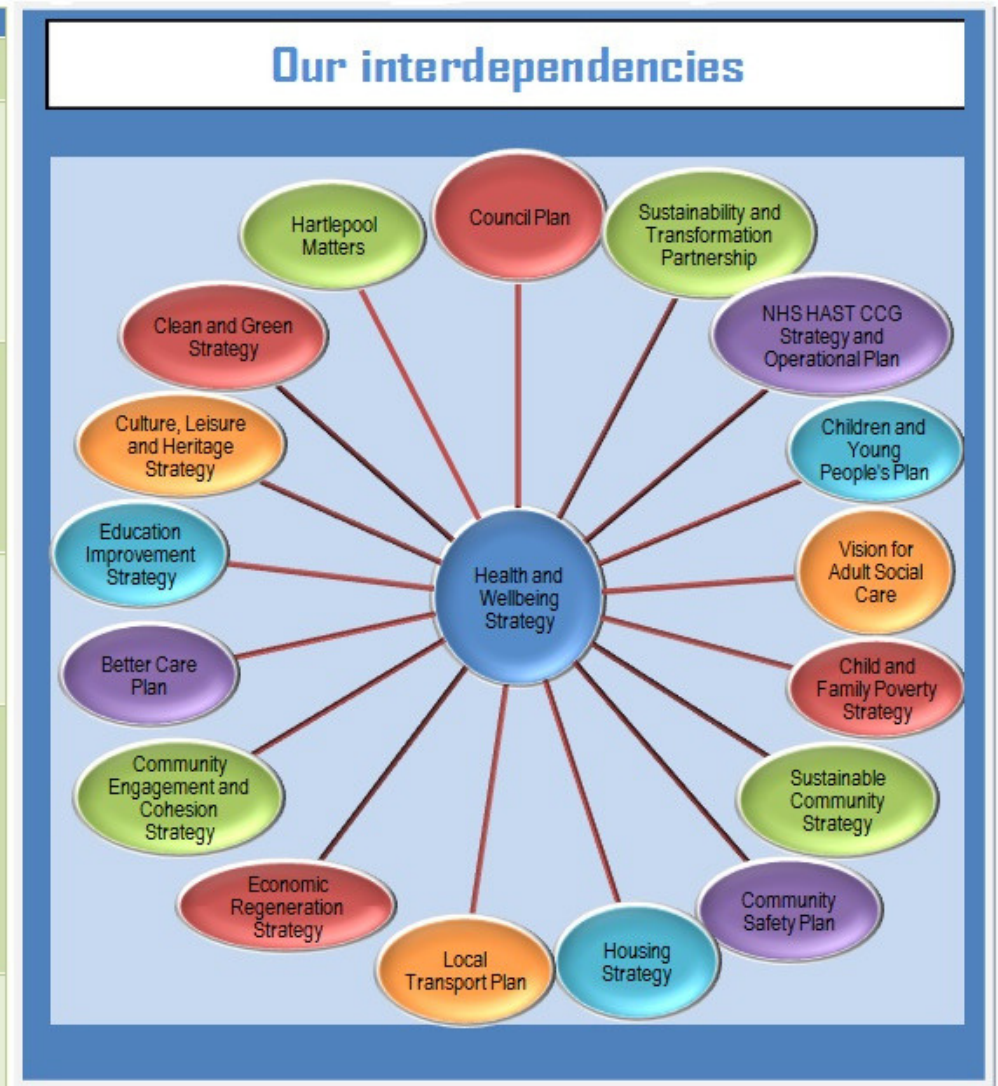 Our interdependencies
Council Plan
Sustainability and
Transformation
Partnership
NHS HAST CCG
Strategy and
Operational Plan
Children and
Young
People's Plan
Vision for
Adult Social
Care
Child and
Family Poverty
Strategy
Sustainable
Community
Strategy
Community
Safety Plan
Housing
Strategy
Local
Transport Plan
Economic
Regeneration
Strategy
Community
Engagement and
Cohesion
Strategy
Better Care
Plan
Education
Improvement
Strategy
Culture, Leisure
and Heritage
Strategy
Clean and Green
Strategy
Hartlepool
Matters
Health and
Wellbeing
Strategy